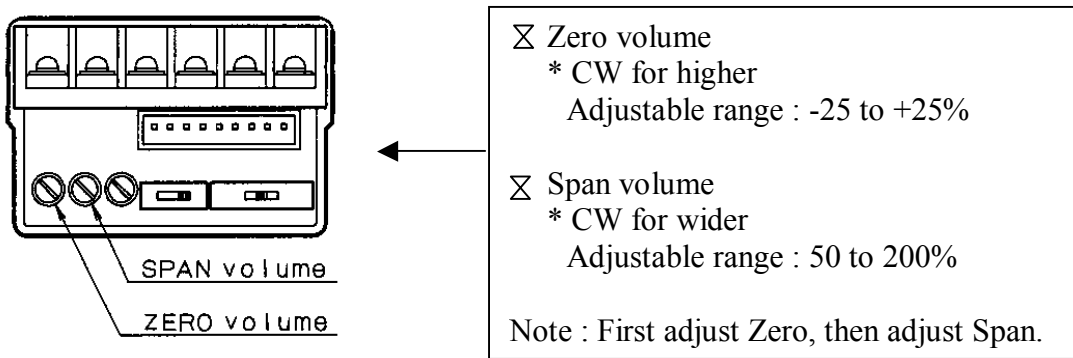 SPAN volume
ZERO volume
⧖ Zero volume
* CW for higher
Adjustable range : -25 to +25%
⧖ Span volume
* CW for wider
Adjustable range : 50 to 200%
Note : First adjust Zero, then adjust Span.